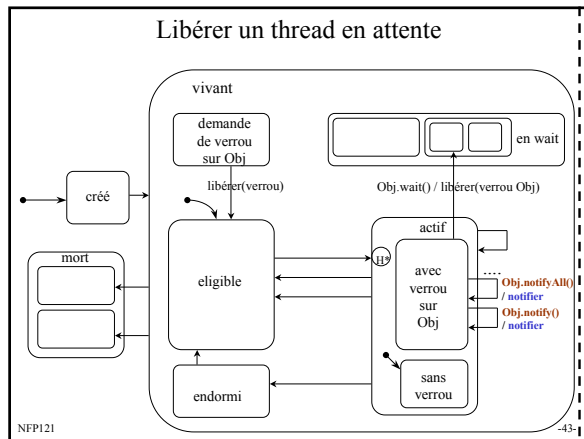 Libérer un thread en attente
vivant
demande
de verrou
sur Obj
en wait
libérer(verrou)
Obj.wait() / libérer(verrou Obj)
créé
actif
mort
eligible
H*
avec
verrou
sur
Obj
....
Obj.notifyAll()
/ notifier
Obj.notify()
/ notifier
endormi
sans
verrou
NFP121
-43-